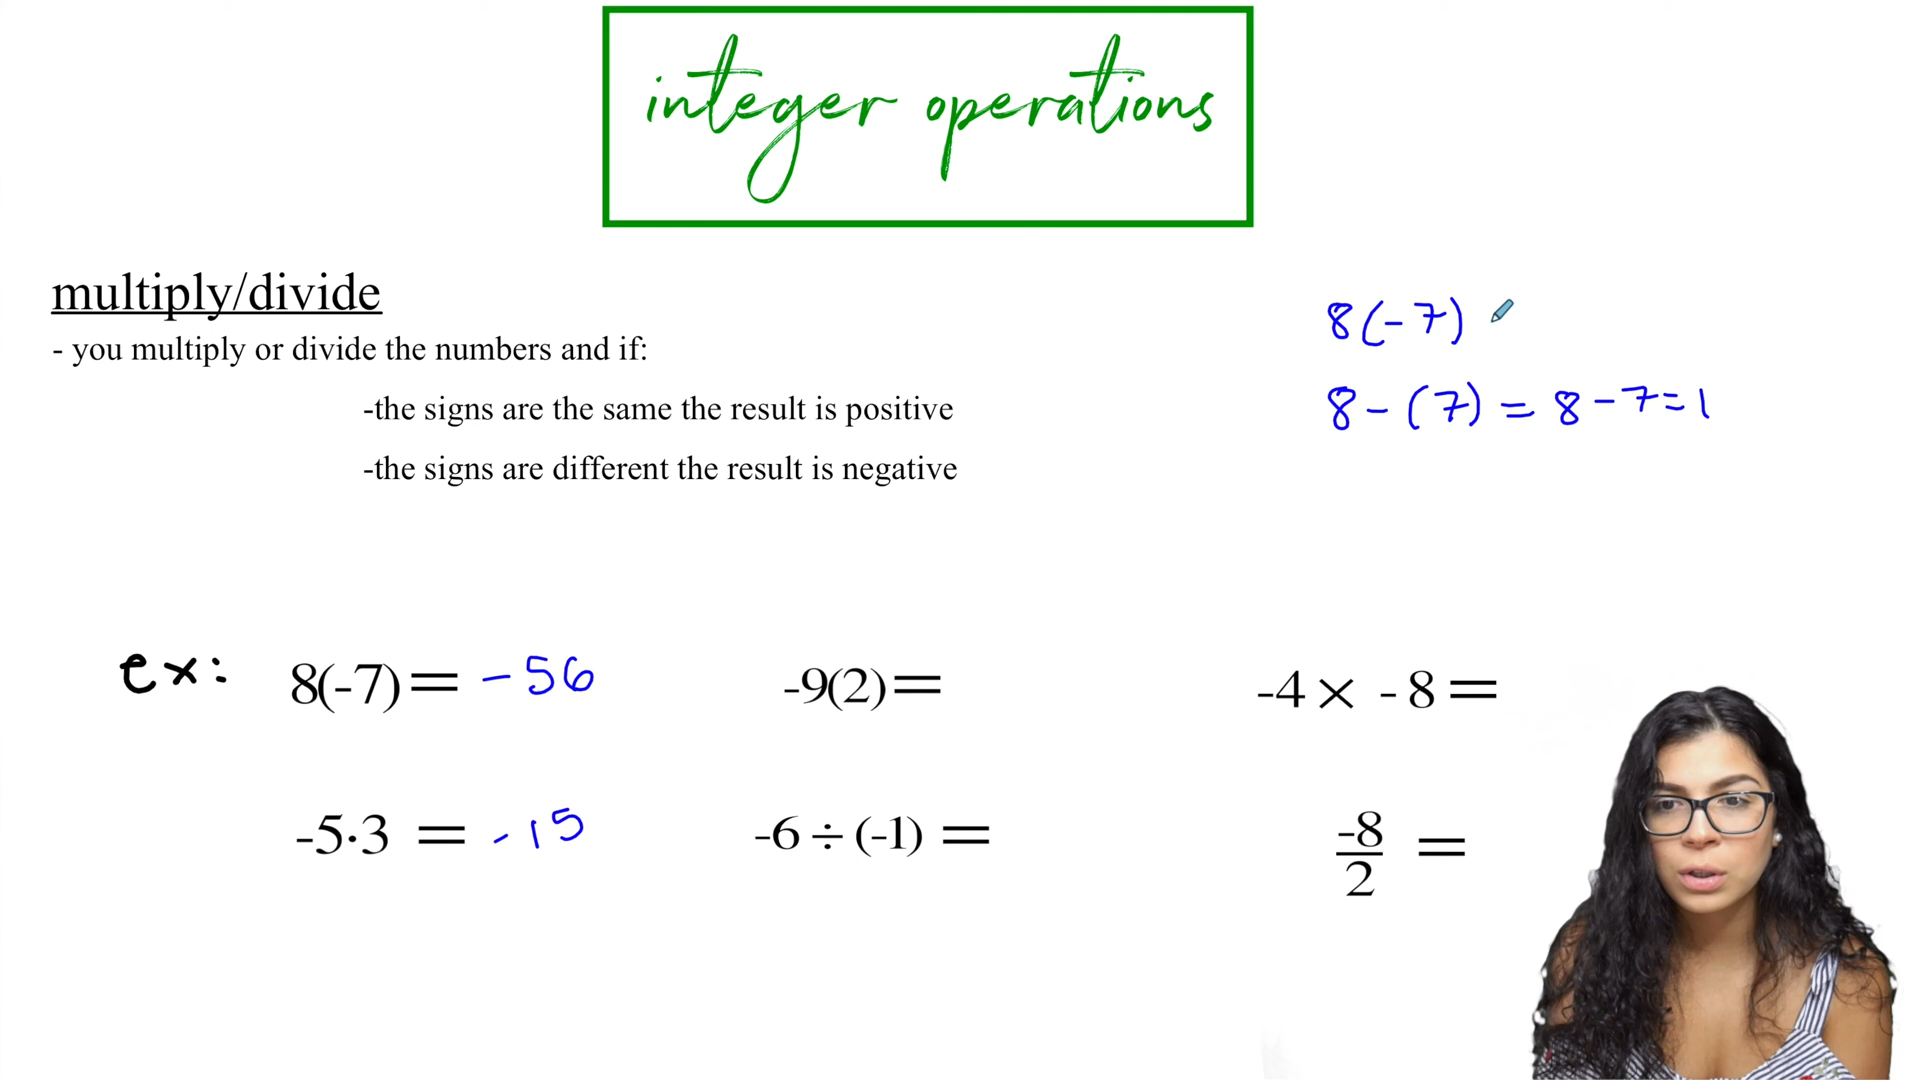 integer operations
multiply/divide
- you multiply or divide the numbers and if:
-the signs are the same the result is positive
-the signs are different the result is negative
8(-7)
8-(7) = 8-7=1
ex: 8(-7) = -56
-9(2) =
-4 × -8 =
-5·3 = -15
-6 ÷ (-1) =
-8
2 =